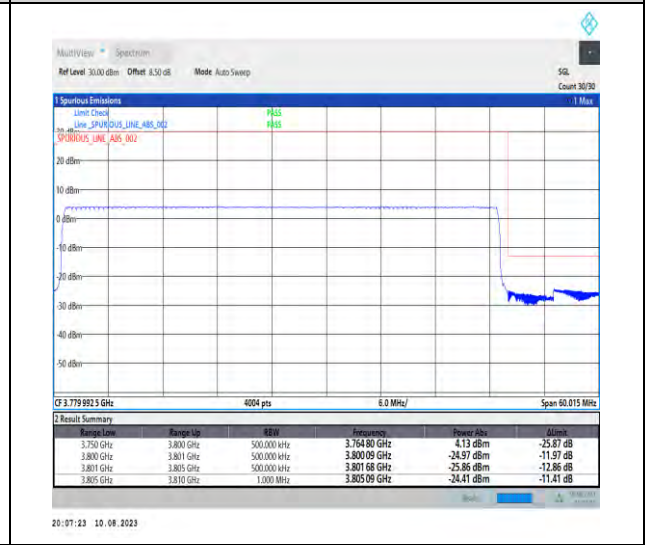 MultiView Spectrum
Ref Level 30.00 dBm Offset 8.50 dB Mode Auto Sweep SGL
Count 30/30
1 Spurious Emissions 1 Max
Limit Check PASS
Line _SPURIOUS_LINE_ABS_002 PASS
30 dBm
_SPURIOUS_LINE_ABS_002
20 dBm
10 dBm
0 dBm
-10 dBm
-20 dBm
-30 dBm
-40 dBm
-50 dBm
CF 3.779 992 5 GHz 4004 pts 6.0 MHz/ Span 60.015 MHz
2 Result Summary
Range Low Range Up RBW Frequency Power Abs ΔLimit
3.750 GHz 3.800 GHz 500.000 kHz 3.764 80 GHz 4.13 dBm -25.87 dB
3.800 GHz 3.801 GHz 500.000 kHz 3.800 09 GHz -24.97 dBm -11.97 dB
3.801 GHz 3.805 GHz 500.000 kHz 3.801 68 GHz -25.86 dBm -12.86 dB
3.805 GHz 3.810 GHz 1.000 MHz 3.805 09 GHz -24.41 dBm -11.41 dB
20:07:23 10.08.2023